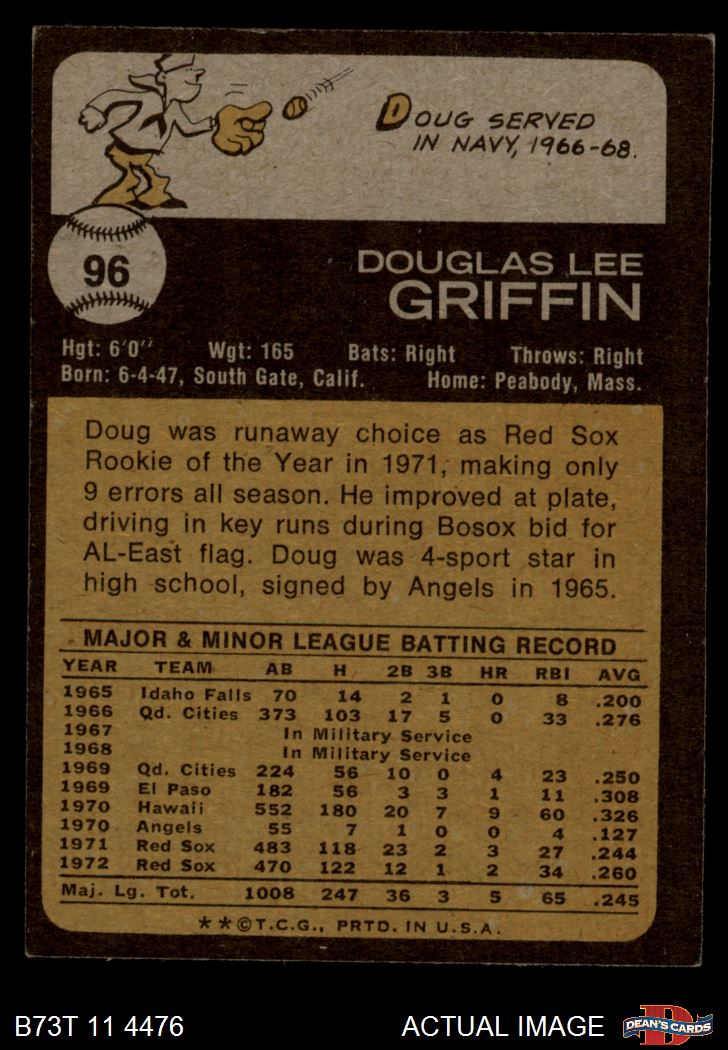 DOUG SERVED
IN NAVY, 1966-68.
96
DOUGLAS LEE
GRIFFIN
Hgt: 6'0" Wgt: 165 Bats: Right Throws: Right
Born: 6-4-47, South Gate, Calif. Home: Peabody, Mass.
Doug was runaway choice as Red Sox
Rookie of the Year in 1971, making only
9 errors all season. He improved at plate,
driving in key runs during Bosox bid for
AL-East flag. Doug was 4-sport star in
high school, signed by Angels in 1965.
MAJOR & MINOR LEAGUE BATTING RECORD
YEAR TEAM AB H 2B 3B HR RBI AVG
1965 Idaho Falls 70 14 2 1 0 8 .200
1966 Qd. Cities 373 103 17 5 0 33 .276
1967 In Military Service
1968 In Military Service
1969 Qd. Cities 224 56 10 0 4 23 .250
1969 El Paso 182 56 3 3 1 11 .308
1970 Hawaii 552 180 20 7 9 60 .326
1970 Angels 55 7 1 0 0 4 .127
1971 Red Sox 483 118 23 2 3 27 .244
1972 Red Sox 470 122 12 1 2 34 .260
Maj. Lg. Tot. 1008 247 36 3 5 65 .245
**©T.C.G., PRTD. IN U.S.A.
B73T 11 4476 ACTUAL IMAGE D DEAN'S CARDS